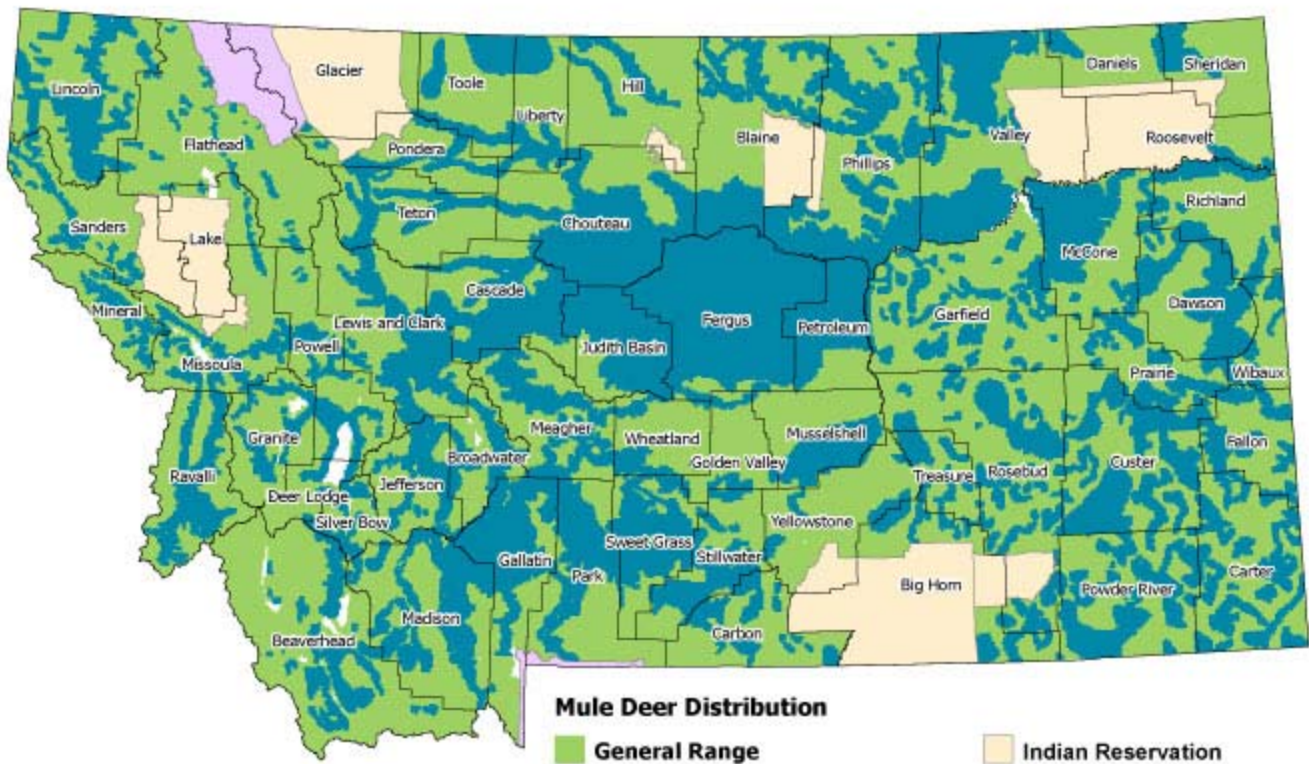 Glacier
Toole
Hill
Daniels
Sheridan
Lincoln
Liberty
Flathead
Pondera
Blaine
Phillips
Valley
Roosevelt
Teton
Chouteau
Richland
Sanders
Lake
McCone
Cascade
Dawson
Mineral
Lewis and Clark
Fergus
Petroleum
Garfield
Powell
Judith Basin
Missoula
Prairie
Wibaux
Granite
Meagher
Wheatland
Musselshell
Fallon
Broadwater
Golden Valley
Custer
Ravalli
Jefferson
Treasure
Rosebud
Deer Lodge
Silver Bow
Yellowstone
Gallatin
Sweet Grass
Stillwater
Park
Big Horn
Powder River
Carter
Madison
Carbon
Beaverhead
Mule Deer Distribution
General Range
Indian Reservation